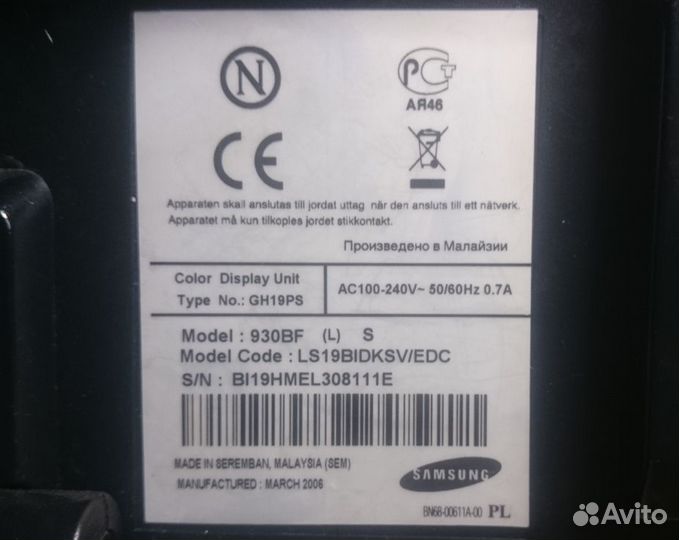 N
PCT
АЯ46
CE
Apparaten skall anslutas till jordat uttag när den ansluts till ett nätverk.
Apparatet må kun tilkoples jordet stikkontakt.
Произведено в Малайзии
Color Display Unit
Type No.: GH19PS
AC100-240V~ 50/60Hz 0.7A
Model : 930BF (L) S
Model Code : LS19BIDKSV/EDC
S/N : BI19HMEL308111E
MADE IN SEREMBAN, MALAYSIA (SEM)
MANUFACTURED : MARCH 2006
SAMSUNG
BN68-00611A-00 PL
Avito